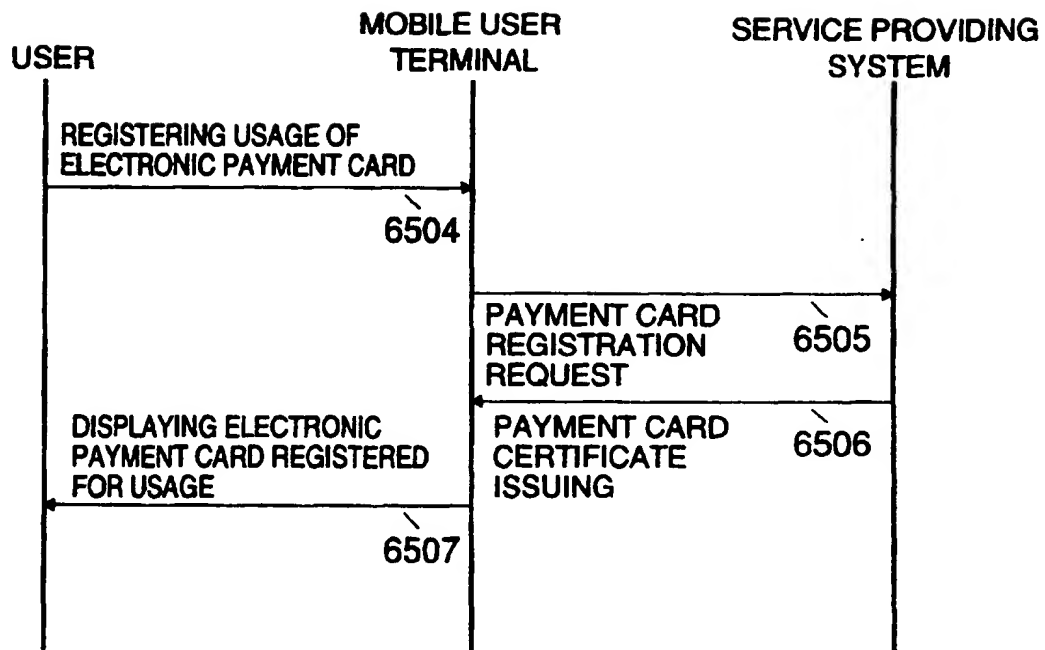 USER
MOBILE USER
TERMINAL
SERVICE PROVIDING
SYSTEM
REGISTERING USAGE OF
ELECTRONIC PAYMENT CARD
6504
PAYMENT CARD
REGISTRATION
REQUEST
6505
PAYMENT CARD
CERTIFICATE
ISSUING
6506
DISPLAYING ELECTRONIC
PAYMENT CARD REGISTERED
FOR USAGE
6507